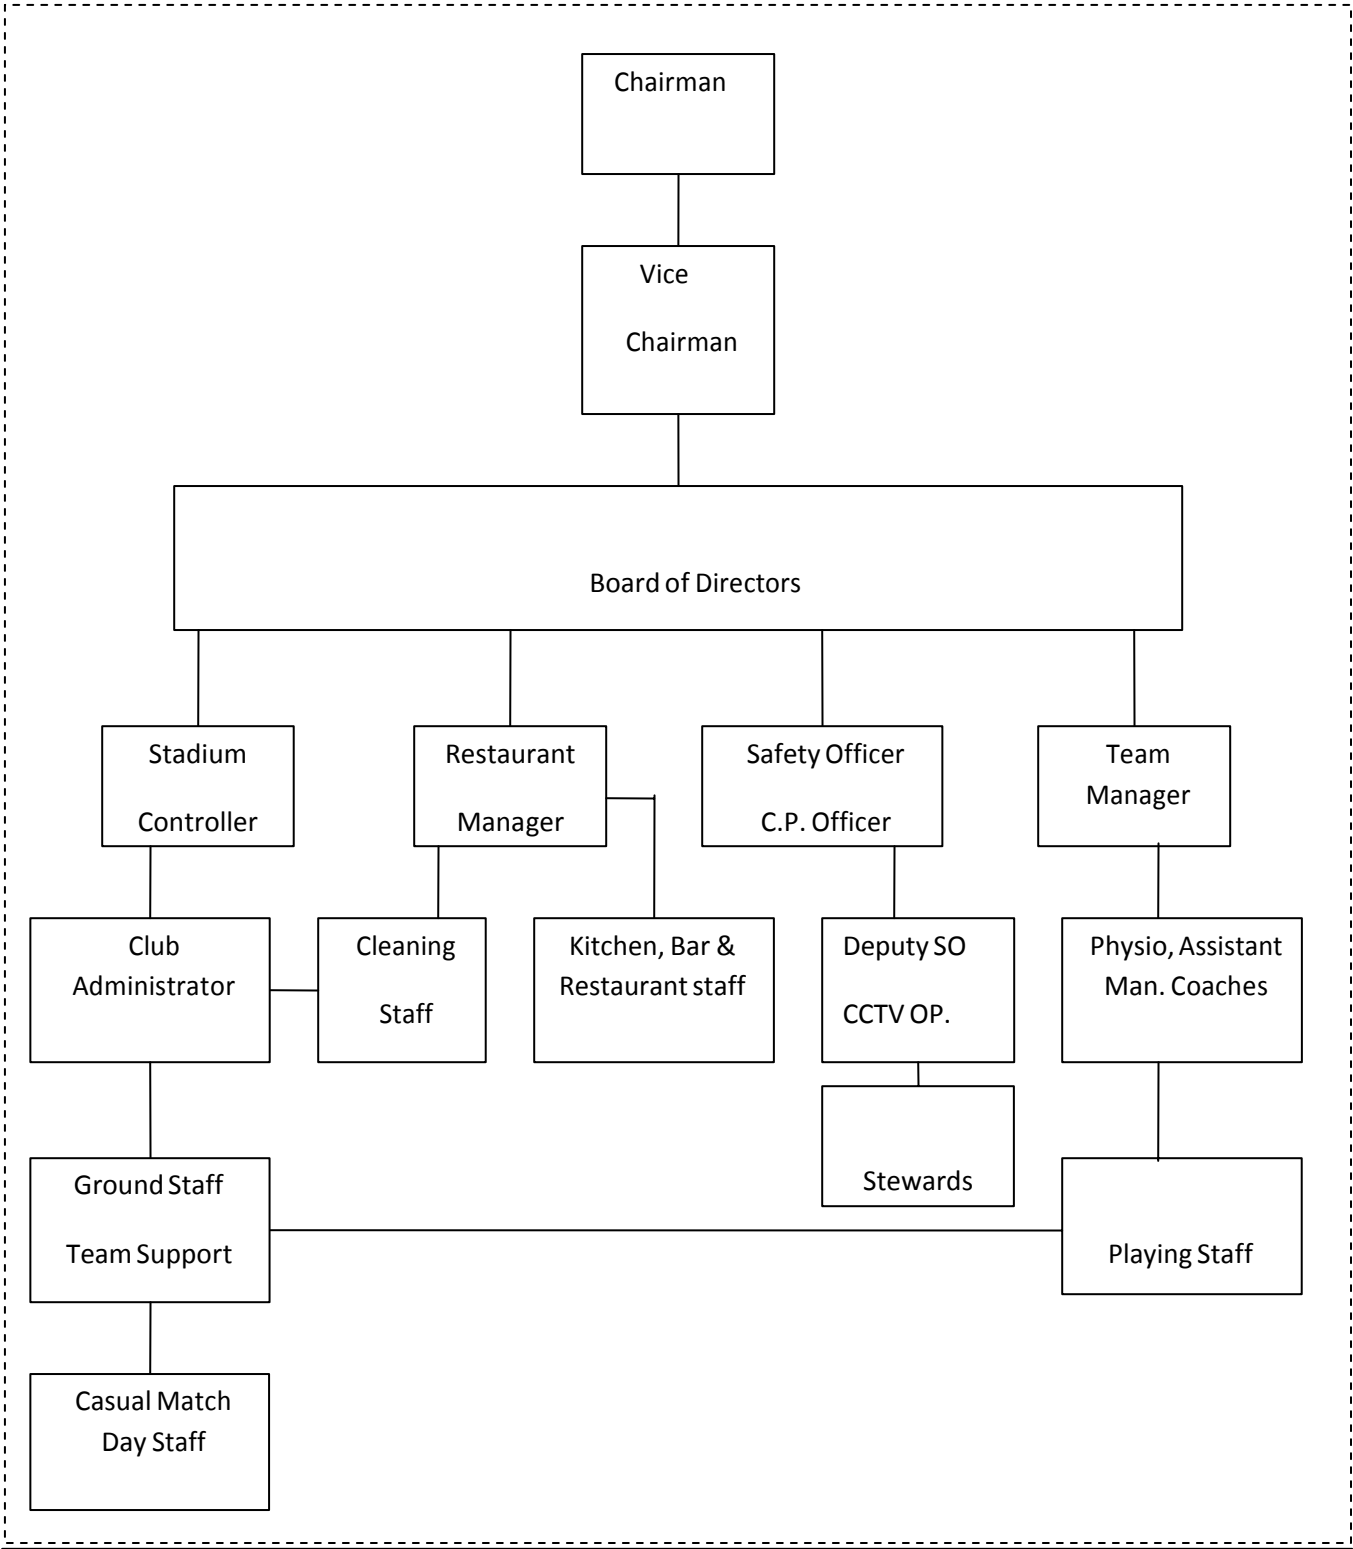 Chairman
Vice
Chairman
Board of Directors
Stadium
Controller
Restaurant
Manager
Safety Officer
C.P. Officer
Team
Manager
Club
Administrator
Cleaning
Staff
Kitchen, Bar &
Restaurant staff
Deputy SO
CCTV OP.
Physio, Assistant
Man. Coaches
Stewards
Ground Staff
Team Support
Playing Staff
Casual Match
Day Staff